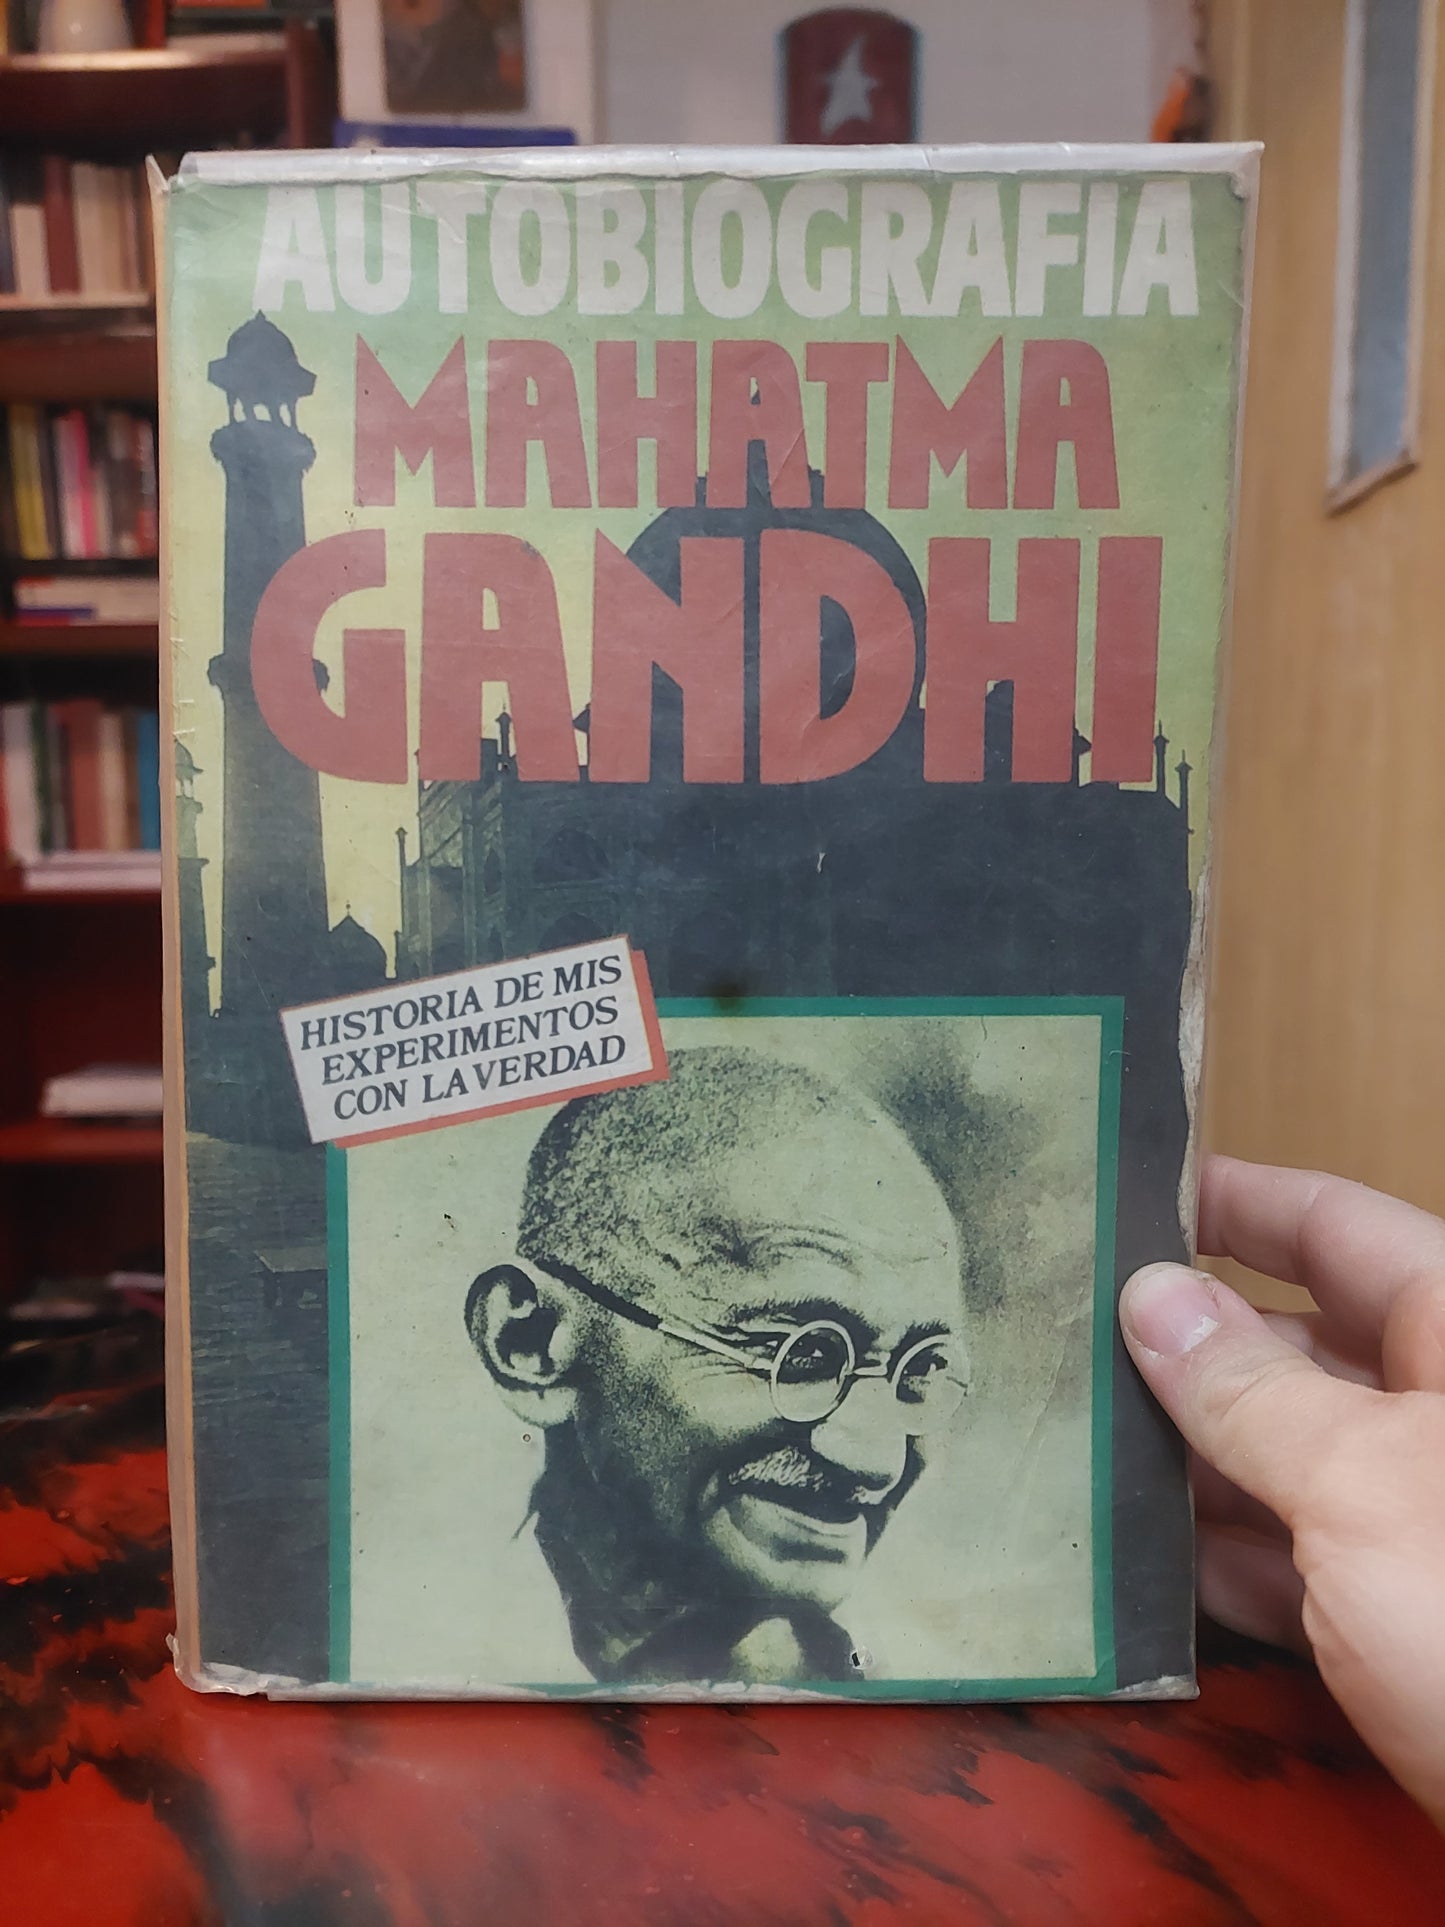 AUTOBIOGRAFIA
MAHATMA
GANDHI
HISTORIA DE MIS
EXPERIMENTOS
CON LA VERDAD